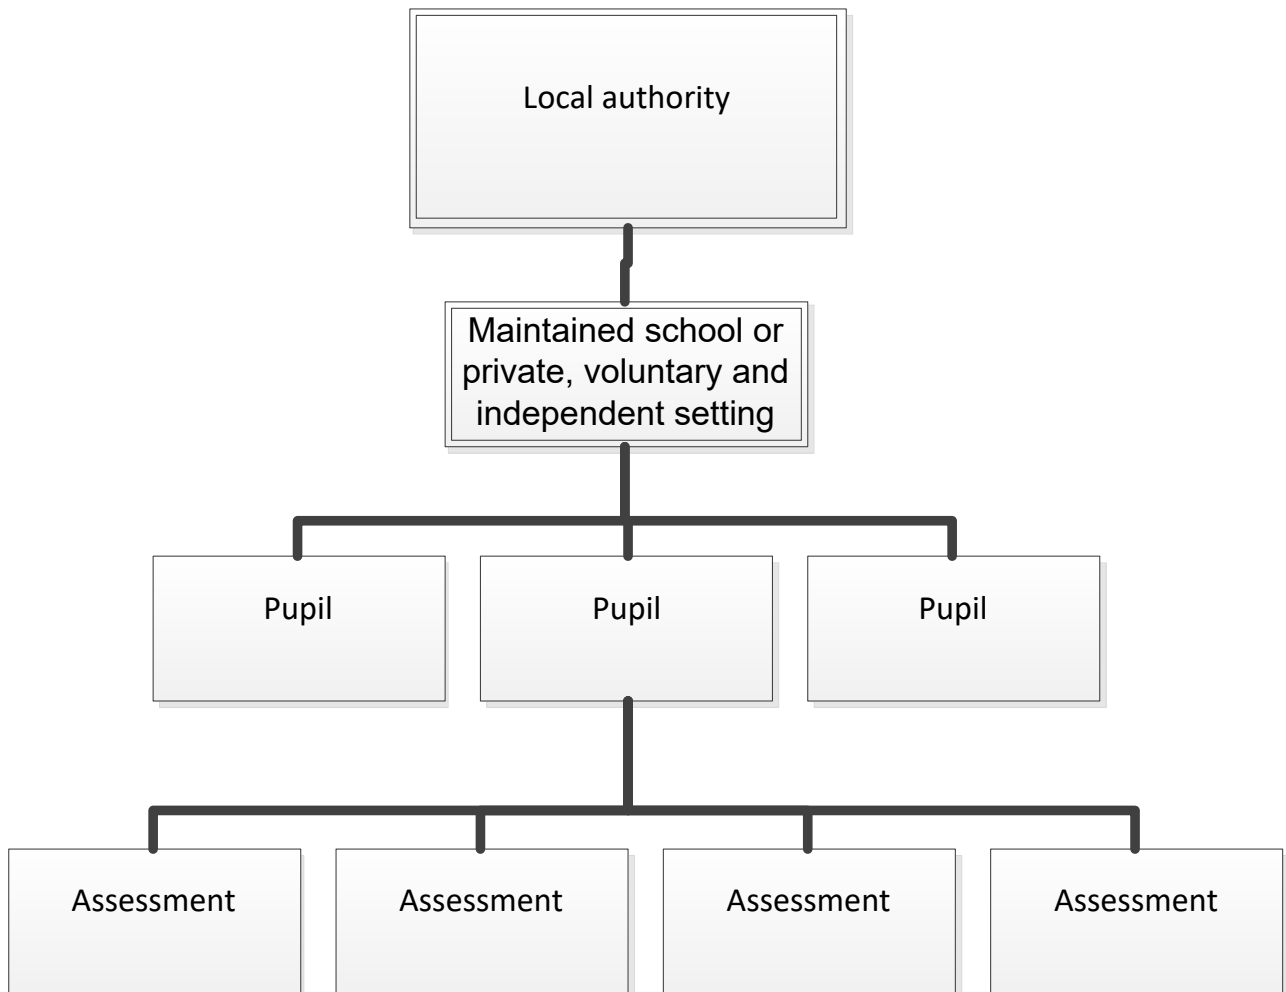 Local authority
Maintained school or
private, voluntary and
independent setting
Pupil
Pupil
Pupil
Assessment
Assessment
Assessment
Assessment